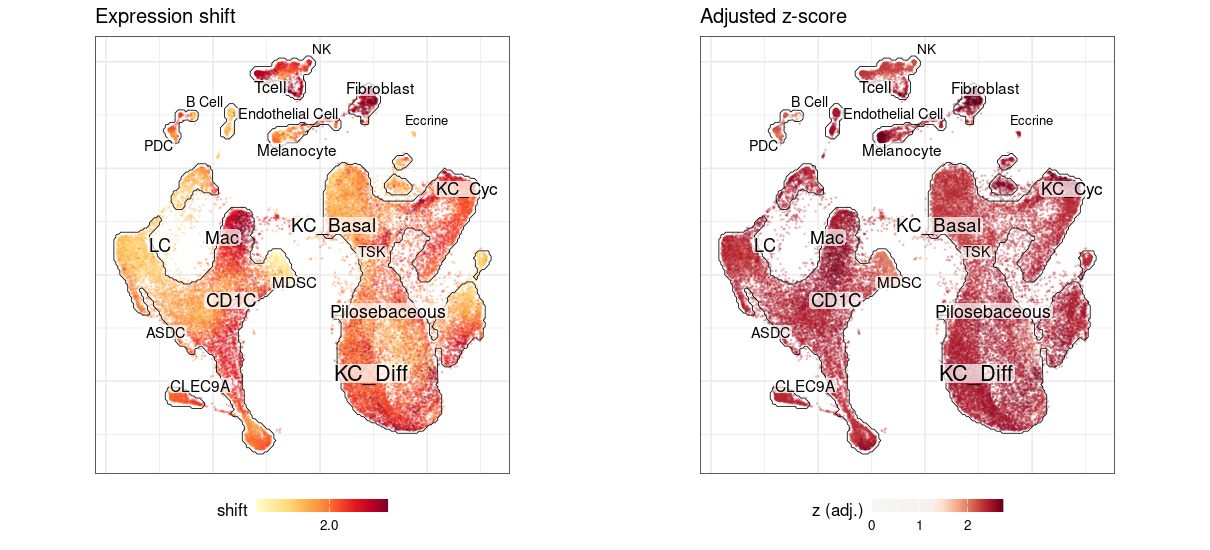 Expression shift
NK
Tcell
Fibroblast
B Cell
Endothelial Cell
Eccrine
PDC
Melanocyte
KC_Cyc
KC_Basal
Mac
LC
TSK
MDSC
CD1C
Pilosebaceous
ASDC
KC_Diff
CLEC9A
shift
2.0
Adjusted z-score
NK
Tcell
Fibroblast
B Cell
Endothelial Cell
Eccrine
PDC
Melanocyte
KC_Cyc
KC_Basal
Mac
LC
TSK
MDSC
CD1C
Pilosebaceous
ASDC
KC_Diff
CLEC9A
z (adj.)
0 1 2